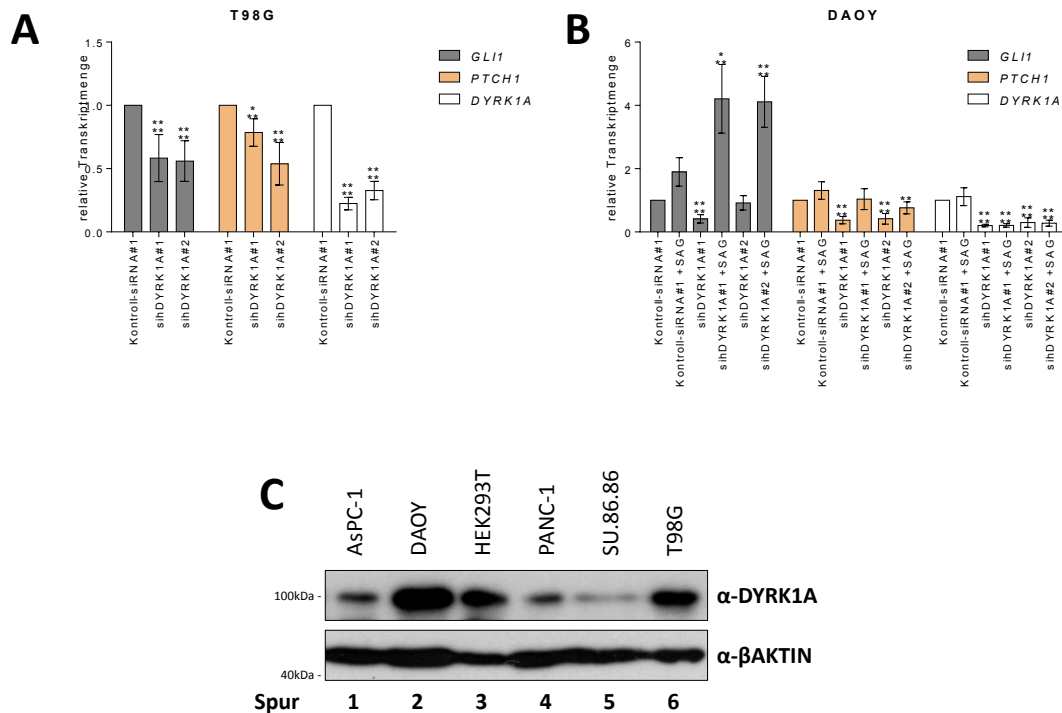 A
T98G
1.5
1.0
0.5
0.0
relative Transkriptmenge
GLI1
PTCH1
DYRK1A
** **
** **
* **
** **
** **
** **
Kontroll-siRNA#1
sihDYRK1A#1
sihDYRK1A#2
Kontroll-siRNA#1
sihDYRK1A#1
sihDYRK1A#2
Kontroll-siRNA#1
sihDYRK1A#1
sihDYRK1A#2
B
DAOY
6
4
2
0
relative Transkriptmenge
GLI1
PTCH1
DYRK1A
** **
* **
** **
** **
** **
** **
** **
** **
** **
** **
Kontroll-siRNA#1
Kontroll-siRNA#1 +SAG
sihDYRK1A#1
sihDYRK1A#1 +SAG
sihDYRK1A#2
sihDYRK1A#2 +SAG
Kontroll-siRNA#1
Kontroll-siRNA#1 +SAG
sihDYRK1A#1
sihDYRK1A#1 +SAG
sihDYRK1A#2
sihDYRK1A#2 +SAG
Kontroll-siRNA#1
Kontroll-siRNA#1 +SAG
sihDYRK1A#1
sihDYRK1A#1 +SAG
sihDYRK1A#2
sihDYRK1A#2 +SAG
C
AsPC-1
DAOY
HEK293T
PANC-1
SU.86.86
T98G
100kDa -
α-DYRK1A
α-βAKTIN
40kDa -
Spur 1 2 3 4 5 6